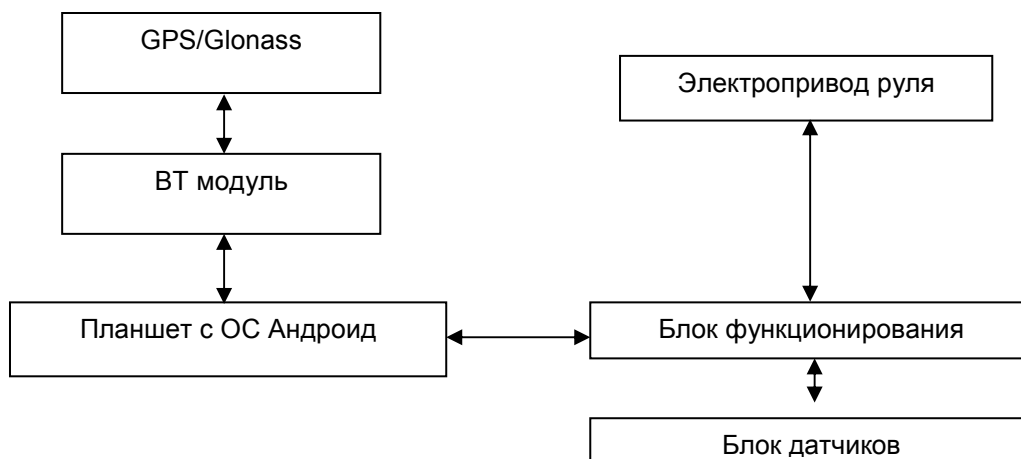 GPS/Glonass
Электропривод руля
BT модуль
Планшет с ОС Андроид
Блок функционирования
Блок датчиков